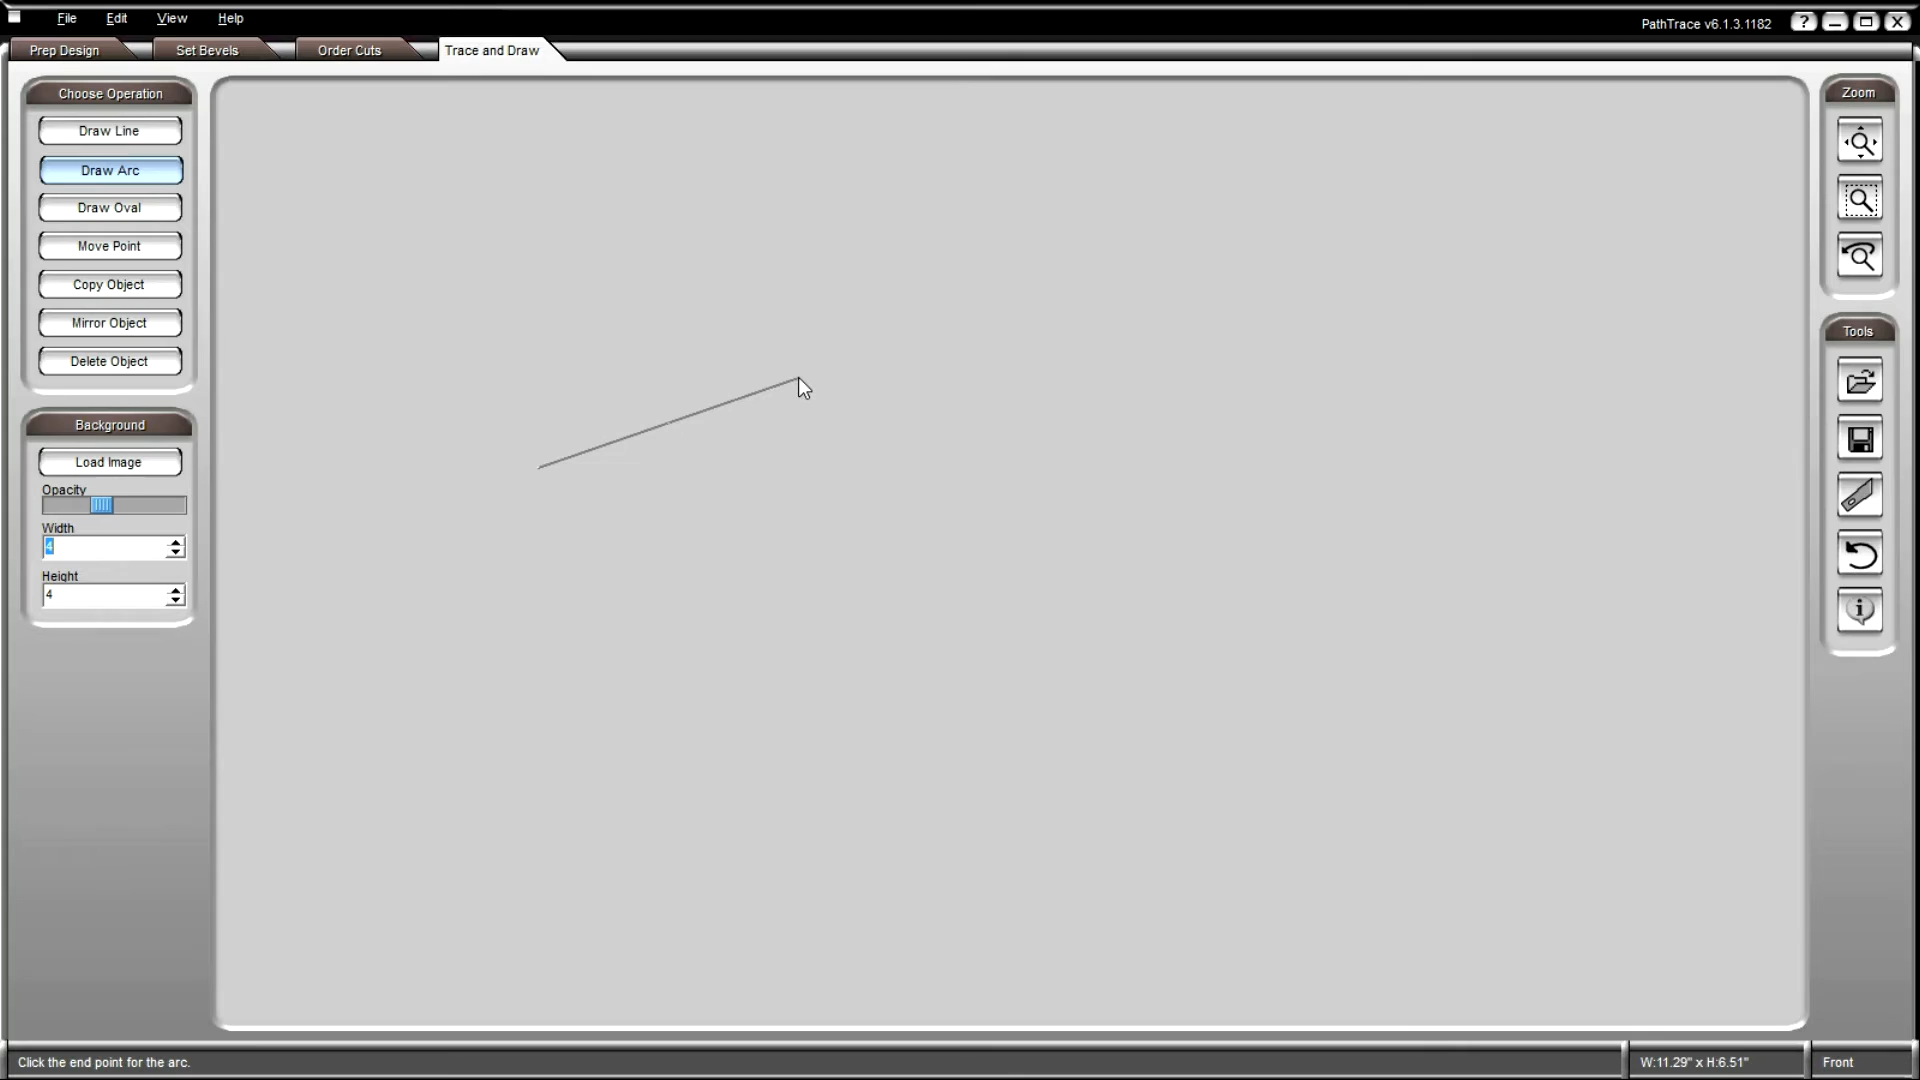 File Edit View Help
PathTrace v6.1.3.1182
Prep Design Set Bevels Order Cuts Trace and Draw
Choose Operation
Draw Line
Draw Arc
Draw Oval
Move Point
Copy Object
Mirror Object
Delete Object
Background
Load Image
Opacity
Width
4
Height
4
Zoom
Tools
Click the end point for the arc.
W:11.29" x H:6.51"
Front